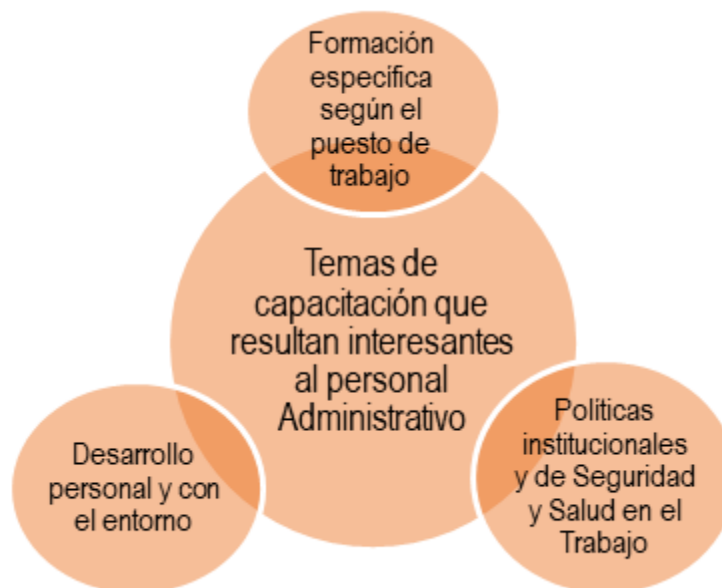 Formación
específica
según el
puesto de
trabajo
Temas de
capacitación que
resultan interesantes
al personal
Administrativo
Desarrollo
personal y con
el entorno
Políticas
institucionales
y de Seguridad
y Salud en el
Trabajo